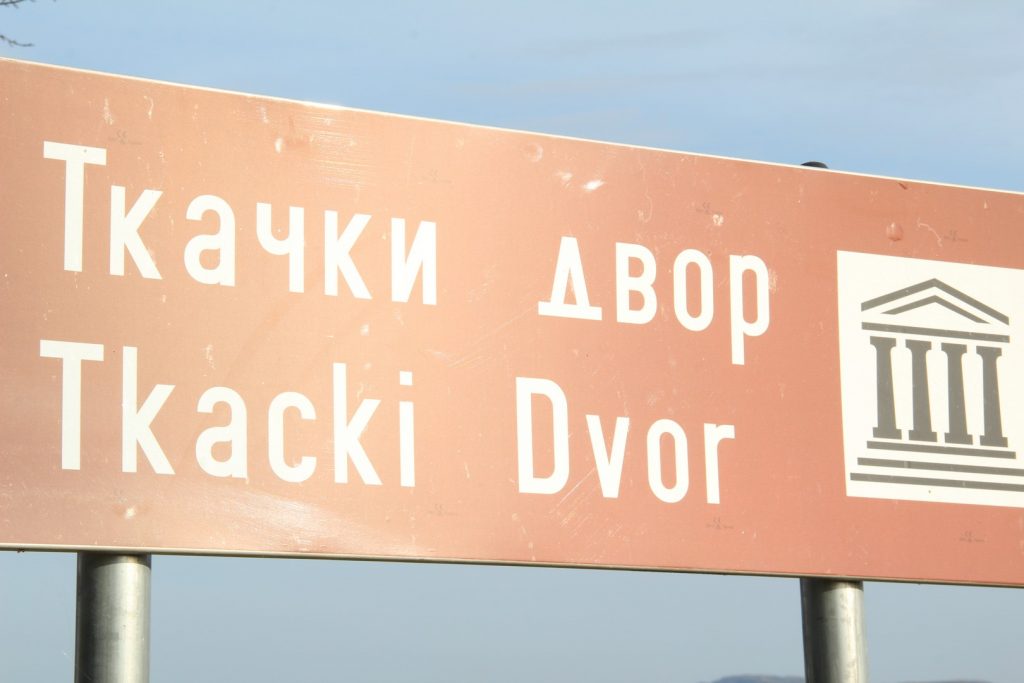 Ткачки двор
Tkacki Dvor